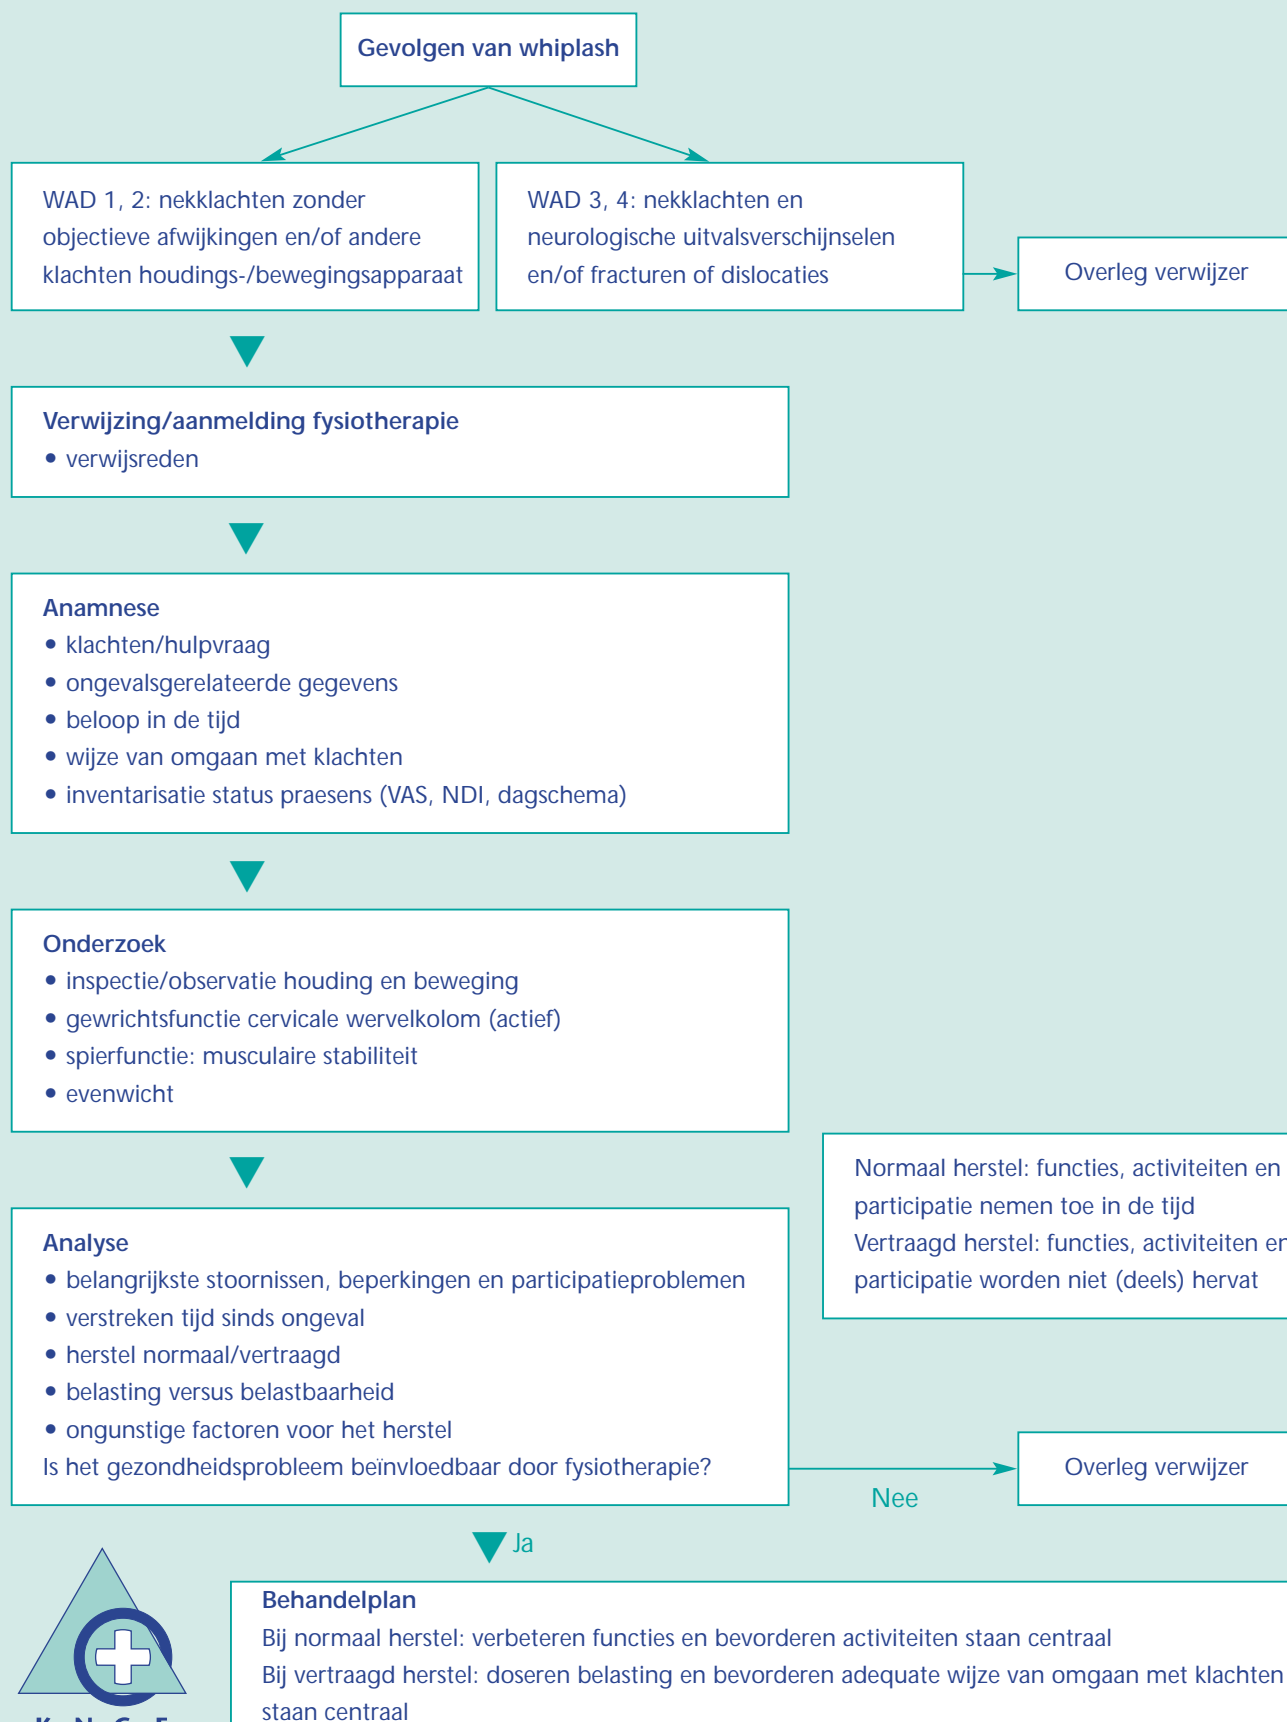 Gevolgen van whiplash
WAD 1, 2: nekklachten zonder
objectieve afwijkingen en/of andere
klachten houdings-/bewegingsapparaat
WAD 3, 4: nekklachten en
neurologische uitvalsverschijnselen
en/of fracturen of dislocaties
Overleg verwijzer
Verwijzing/aanmelding fysiotherapie
• verwijsreden
Anamnese
• klachten/hulpvraag
• ongevalsgerelateerde gegevens
• beloop in de tijd
• wijze van omgaan met klachten
• inventarisatie status praesens (VAS, NDI, dagschema)
Onderzoek
• inspectie/observatie houding en beweging
• gewrichtsfunctie cervicale wervelkolom (actief)
• spierfunctie: musculaire stabiliteit
• evenwicht
Normaal herstel: functies, activiteiten en
participatie nemen toe in de tijd
Vertraagd herstel: functies, activiteiten en
participatie worden niet (deels) hervat
Analyse
• belangrijkste stoornissen, beperkingen en participatieproblemen
• verstreken tijd sinds ongeval
• herstel normaal/vertraagd
• belasting versus belastbaarheid
• ongunstige factoren voor het herstel
Is het gezondheidsprobleem beïnvloedbaar door fysiotherapie?
Nee
Overleg verwijzer
Ja
Behandelplan
Bij normaal herstel: verbeteren functies en bevorderen activiteiten staan centraal
Bij vertraagd herstel: doseren belasting en bevorderen adequate wijze van omgaan met klachten
staan centraal
K N G F